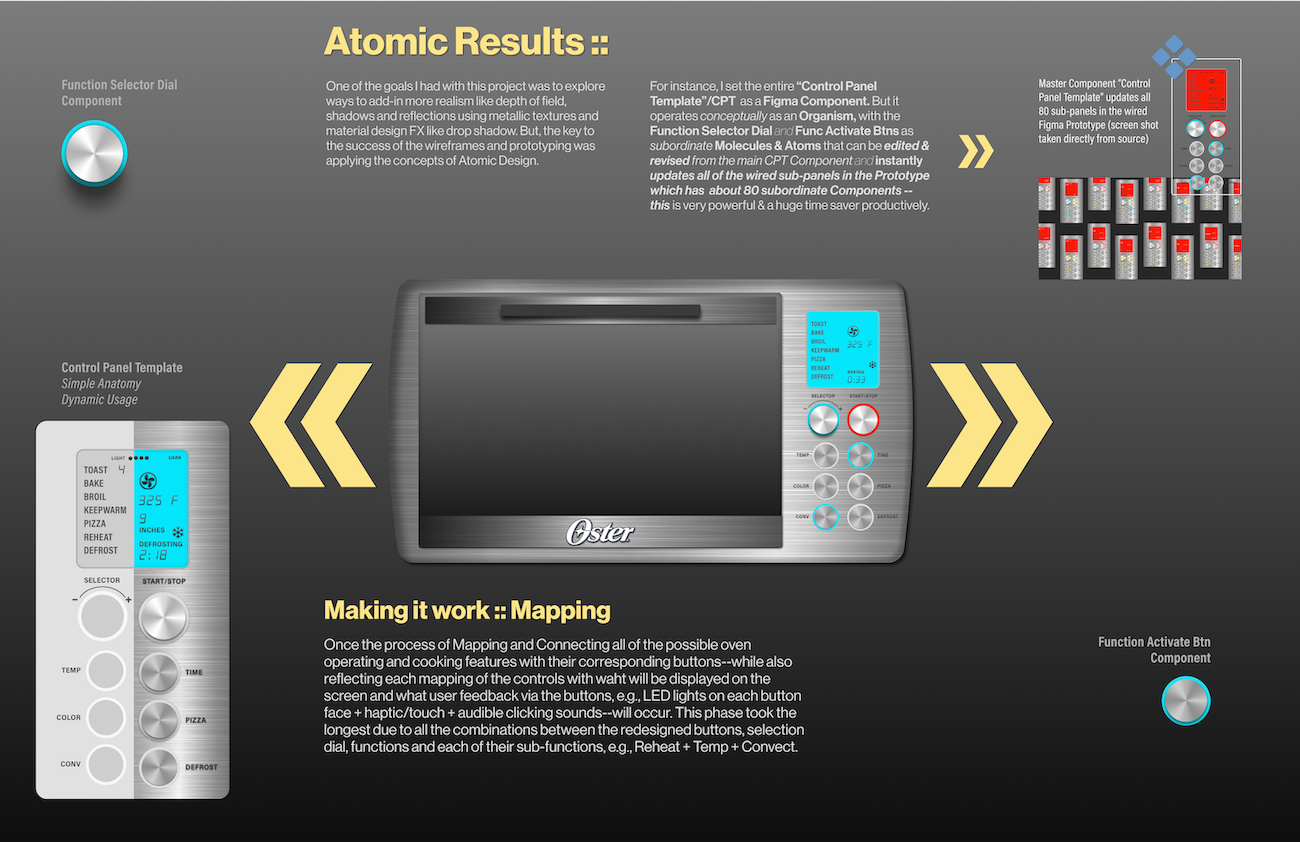 Atomic Results ::
Function Selector Dial
Component
One of the goals I had with this project was to explore
ways to add-in more realism like depth of field,
shadows and reflections using metallic textures and
material design FX like drop shadow. But, the key to
the success of the wireframes and prototyping was
applying the concepts of Atomic Design.
For instance, I set the entire “Control Panel
Template”/CPT as a Figma Component. But it
operates conceptually as an Organism, with the
Function Selector Dial and Func Activate Btns as
subordinate Molecules & Atoms that can be edited &
revised from the main CPT Component and instantly
updates all of the wired sub-panels in the Prototype
which has about 80 subordinate Components --
this is very powerful & a huge time saver productively.
Master Component “Control
Panel Template” updates all
80 sub-panels in the wired
Figma Prototype (screen shot
taken directly from source)
Control Panel Template
Simple Anatomy
Dynamic Usage
LIGHT DARK
TOAST 4
BAKE
BROIL 325 F
KEEPWARM
PIZZA 9
INCHES
REHEAT
DEFROSTING
DEFROST 2:18
SELECTOR START/STOP
− +
TEMP TIME
COLOR PIZZA
CONV DEFROST
TOAST
BAKE
BROIL 325 F
KEEPWARM
PIZZA
REHEAT BAKING
DEFROST 0:33
SELECTOR START/STOP
− +
TEMP TIME
COLOR PIZZA
CONV DEFROST
Oster
Making it work :: Mapping
Once the process of Mapping and Connecting all of the possible oven
operating and cooking features with their corresponding buttons--while also
reflecting each mapping of the controls with waht will be displayed on the
screen and what user feedback via the buttons, e.g., LED lights on each button
face + haptic/touch + audible clicking sounds--will occur. This phase took the
longest due to all the combinations between the redesigned buttons, selection
dial, functions and each of their sub-functions, e.g., Reheat + Temp + Convect.
Function Activate Btn
Component